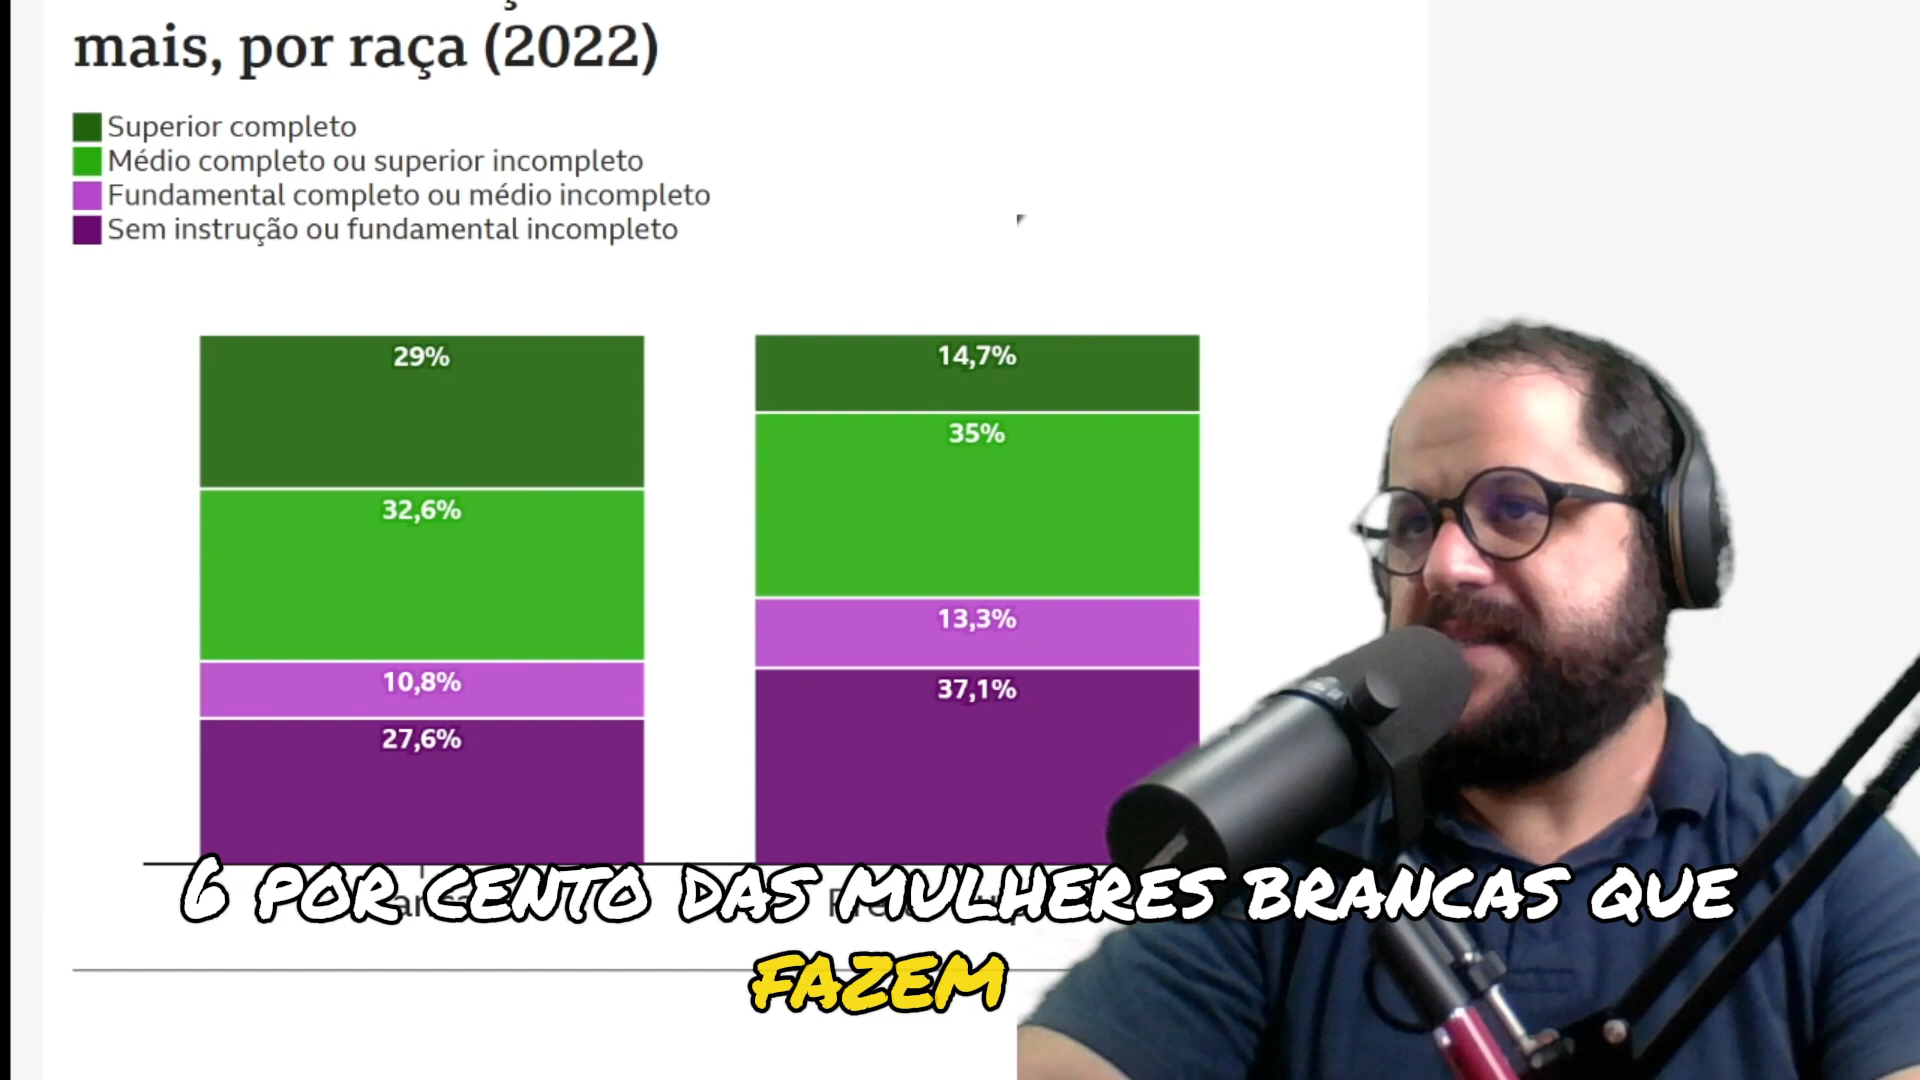 mais, por raça (2022)
Superior completo
Médio completo ou superior incompleto
Fundamental completo ou médio incompleto
Sem instrução ou fundamental incompleto
29%
32,6%
10,8%
27,6%
14,7%
35%
13,3%
37,1%
6 POR CENTO DAS MULHERES BRANCAS QUE
FAZEM